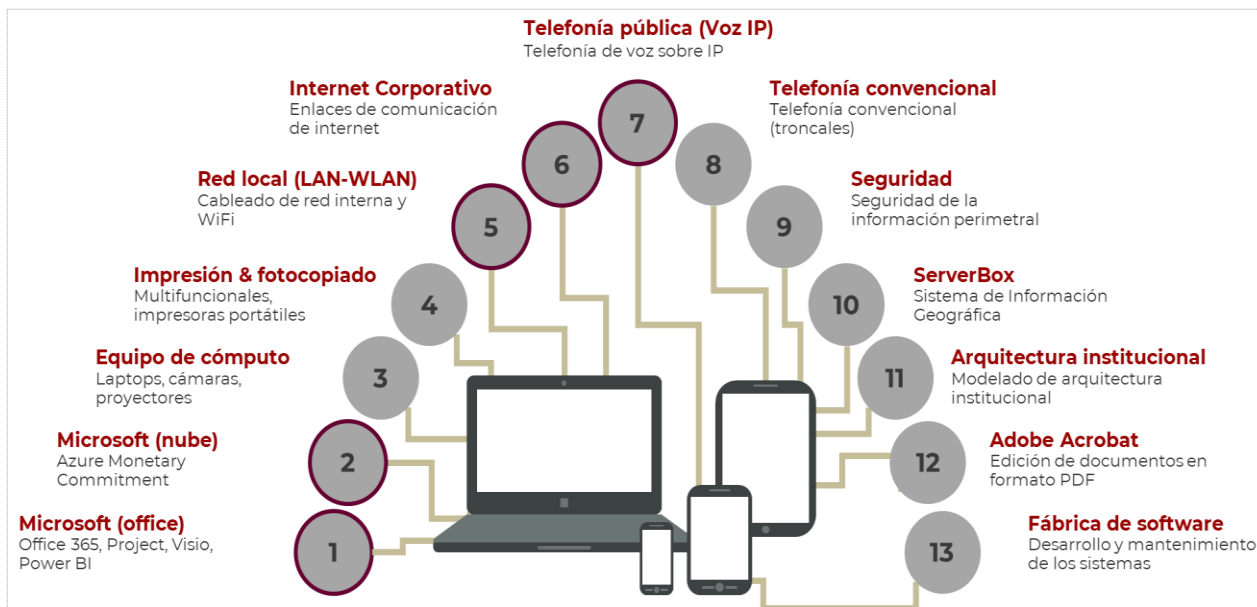 Telefonía pública (Voz IP)
Telefonía de voz sobre IP
7
Internet Corporativo
Enlaces de comunicación
de internet
6
Telefonía convencional
Telefonía convencional
(troncales)
8
Red local (LAN-WLAN)
Cableado de red interna y
WiFi
5
Seguridad
Seguridad de la
información perimetral
9
Impresión & fotocopiado
Multifuncionales,
impresoras portátiles
4
ServerBox
Sistema de Información
Geográfica
10
Equipo de cómputo
Laptops, cámaras,
proyectores
3
Arquitectura institucional
Modelado de arquitectura
institucional
11
Microsoft (nube)
Azure Monetary
Commitment
2
Adobe Acrobat
Edición de documentos en
formato PDF
12
Microsoft (office)
Office 365, Project, Visio,
Power BI
1
Fábrica de software
Desarrollo y mantenimiento
de los sistemas
13